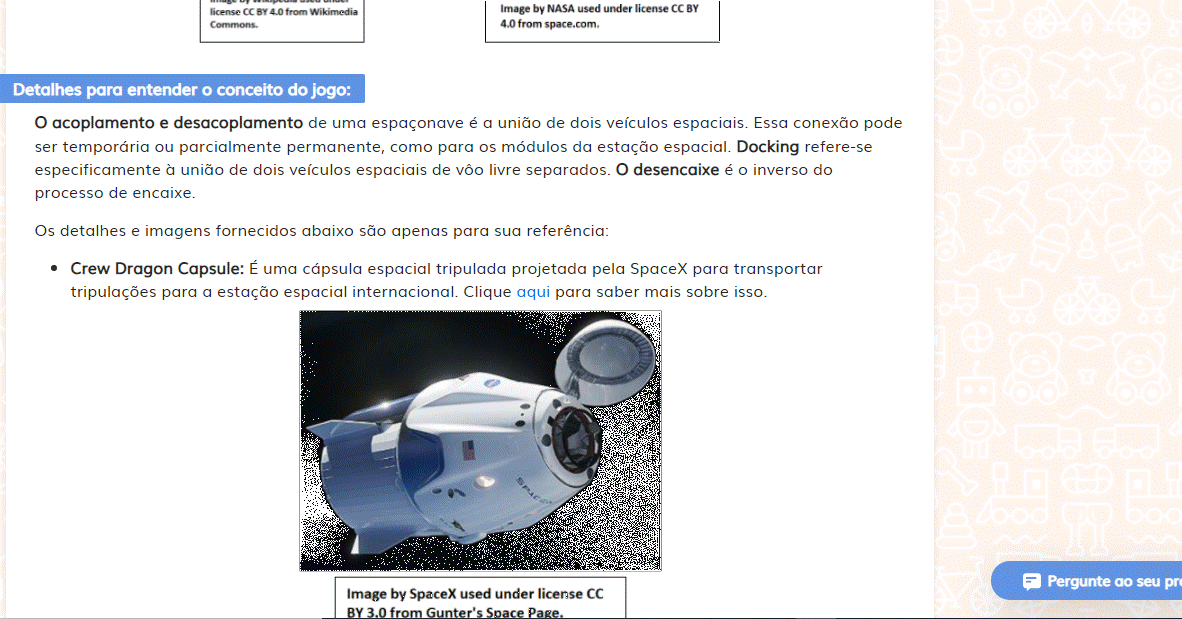 Image by Wikipedia used under
license CC BY 4.0 from Wikimedia
Commons.
Image by NASA used under license CC BY
4.0 from space.com.
Detalhes para entender o conceito do jogo:
O acoplamento e desacoplamento de uma espaçonave é a união de dois veículos espaciais. Essa conexão pode
ser temporária ou parcialmente permanente, como para os módulos da estação espacial. Docking refere-se
especificamente à união de dois veículos espaciais de vôo livre separados. O desencaixe é o inverso do
processo de encaixe.
Os detalhes e imagens fornecidos abaixo são apenas para sua referência:
• Crew Dragon Capsule: É uma cápsula espacial tripulada projetada pela SpaceX para transportar
tripulações para a estação espacial internacional. Clique aqui para saber mais sobre isso.
SPACEX
Image by SpaceX used under license CC
BY 3.0 from Gunter's Space Page.
Pergunte ao seu pro